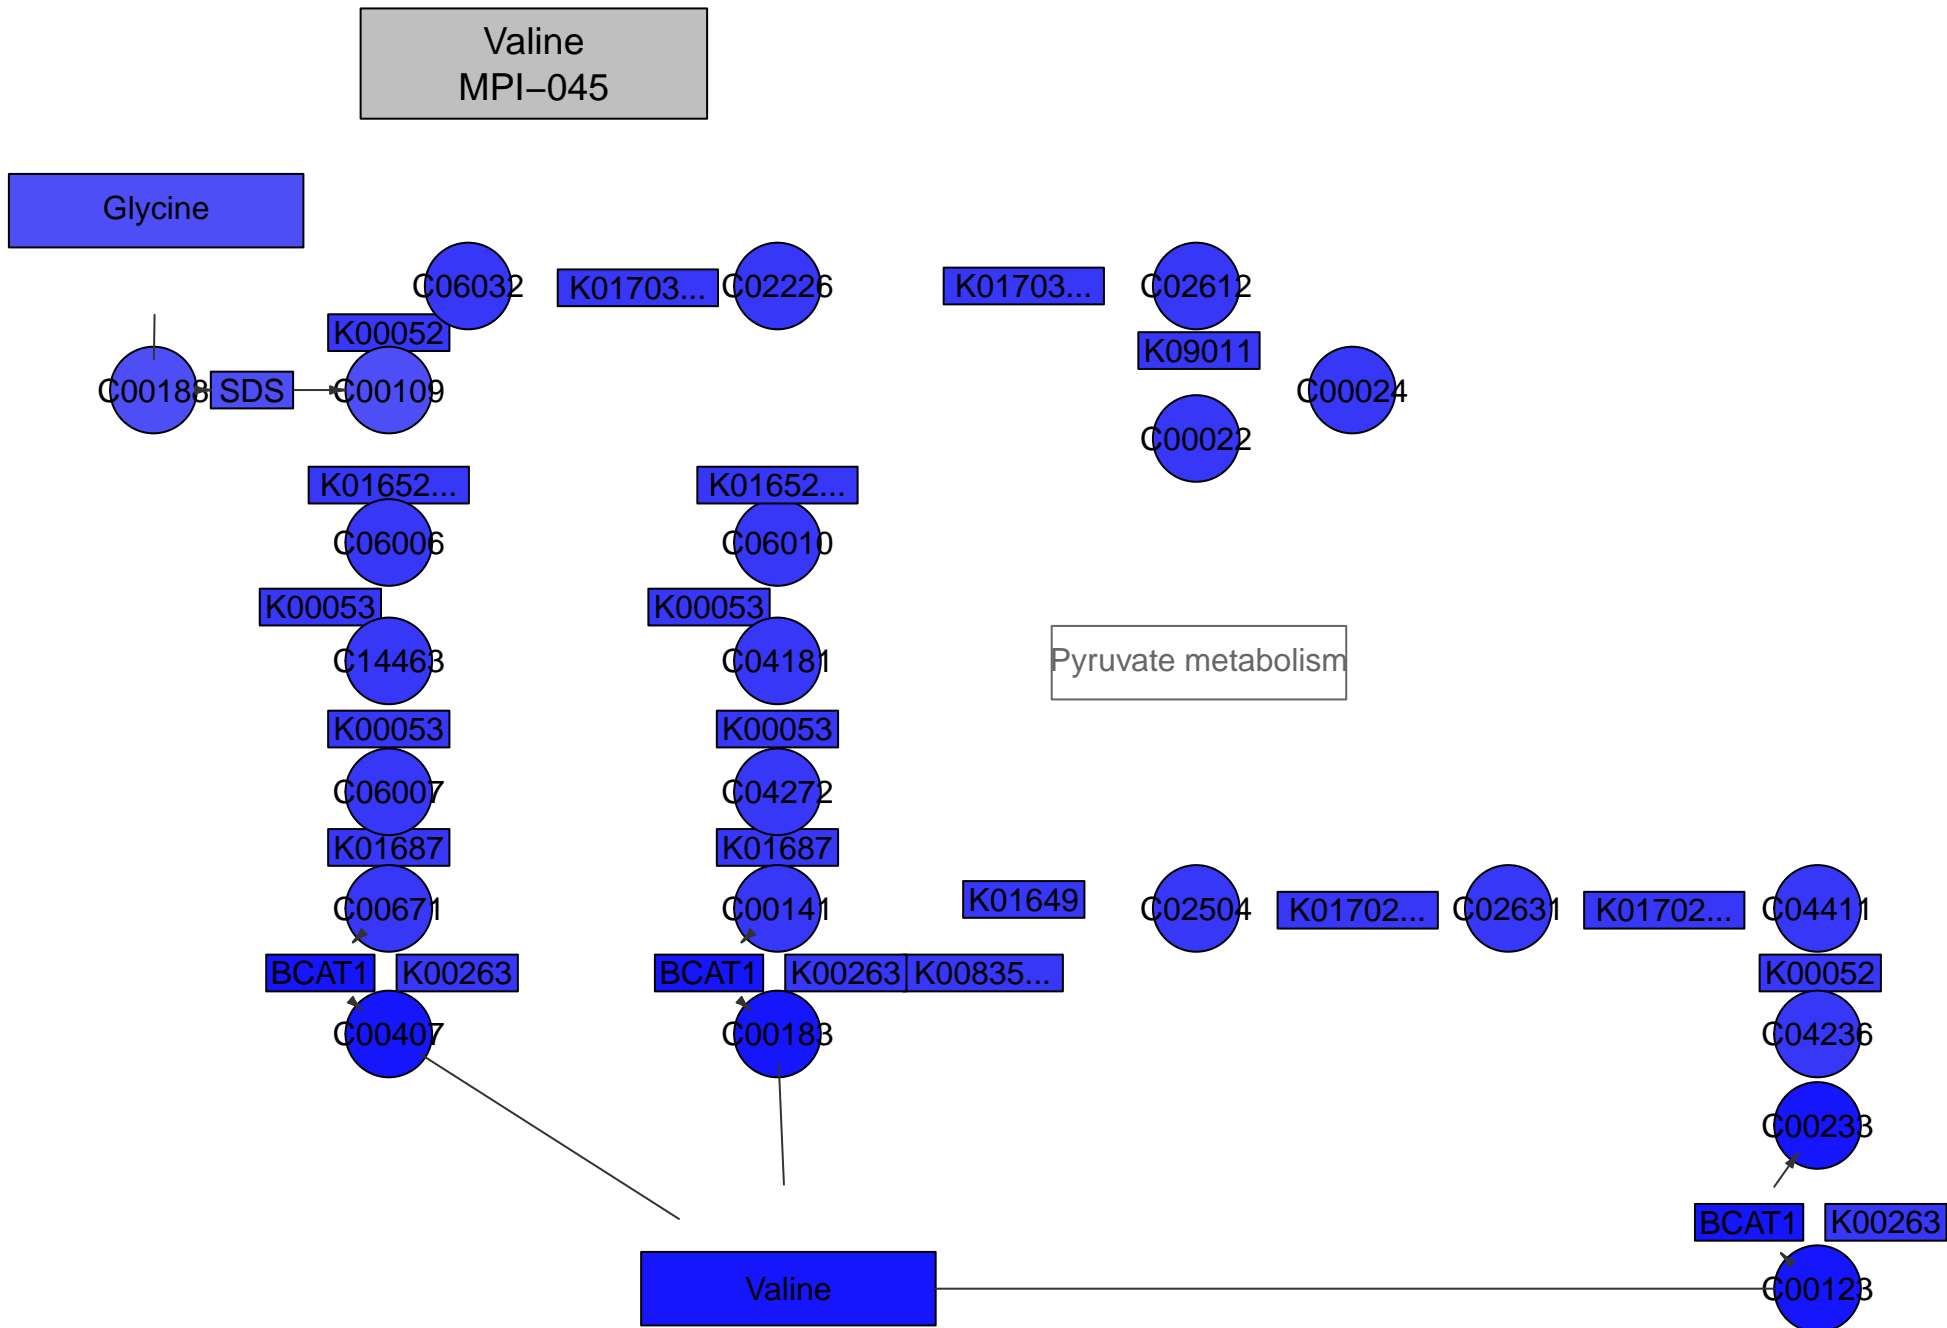 Valine
MPI−045
Glycine
C06032
K01703...
C02226
K01703...
C02612
K00052
K09011
C00188
SDS
C00109
C00024
C00022
K01652...
K01652...
C06006
C06010
K00053
K00053
C14463
C04181
Pyruvate metabolism
K00053
K00053
C06007
C04272
K01687
K01687
C00671
C00141
K01649
C02504
K01702...
C02631
K01702...
C04411
BCAT1
K00263
BCAT1
K00263
K00835...
K00052
C00407
C00183
C04236
C00233
BCAT1
K00263
Valine
C00123